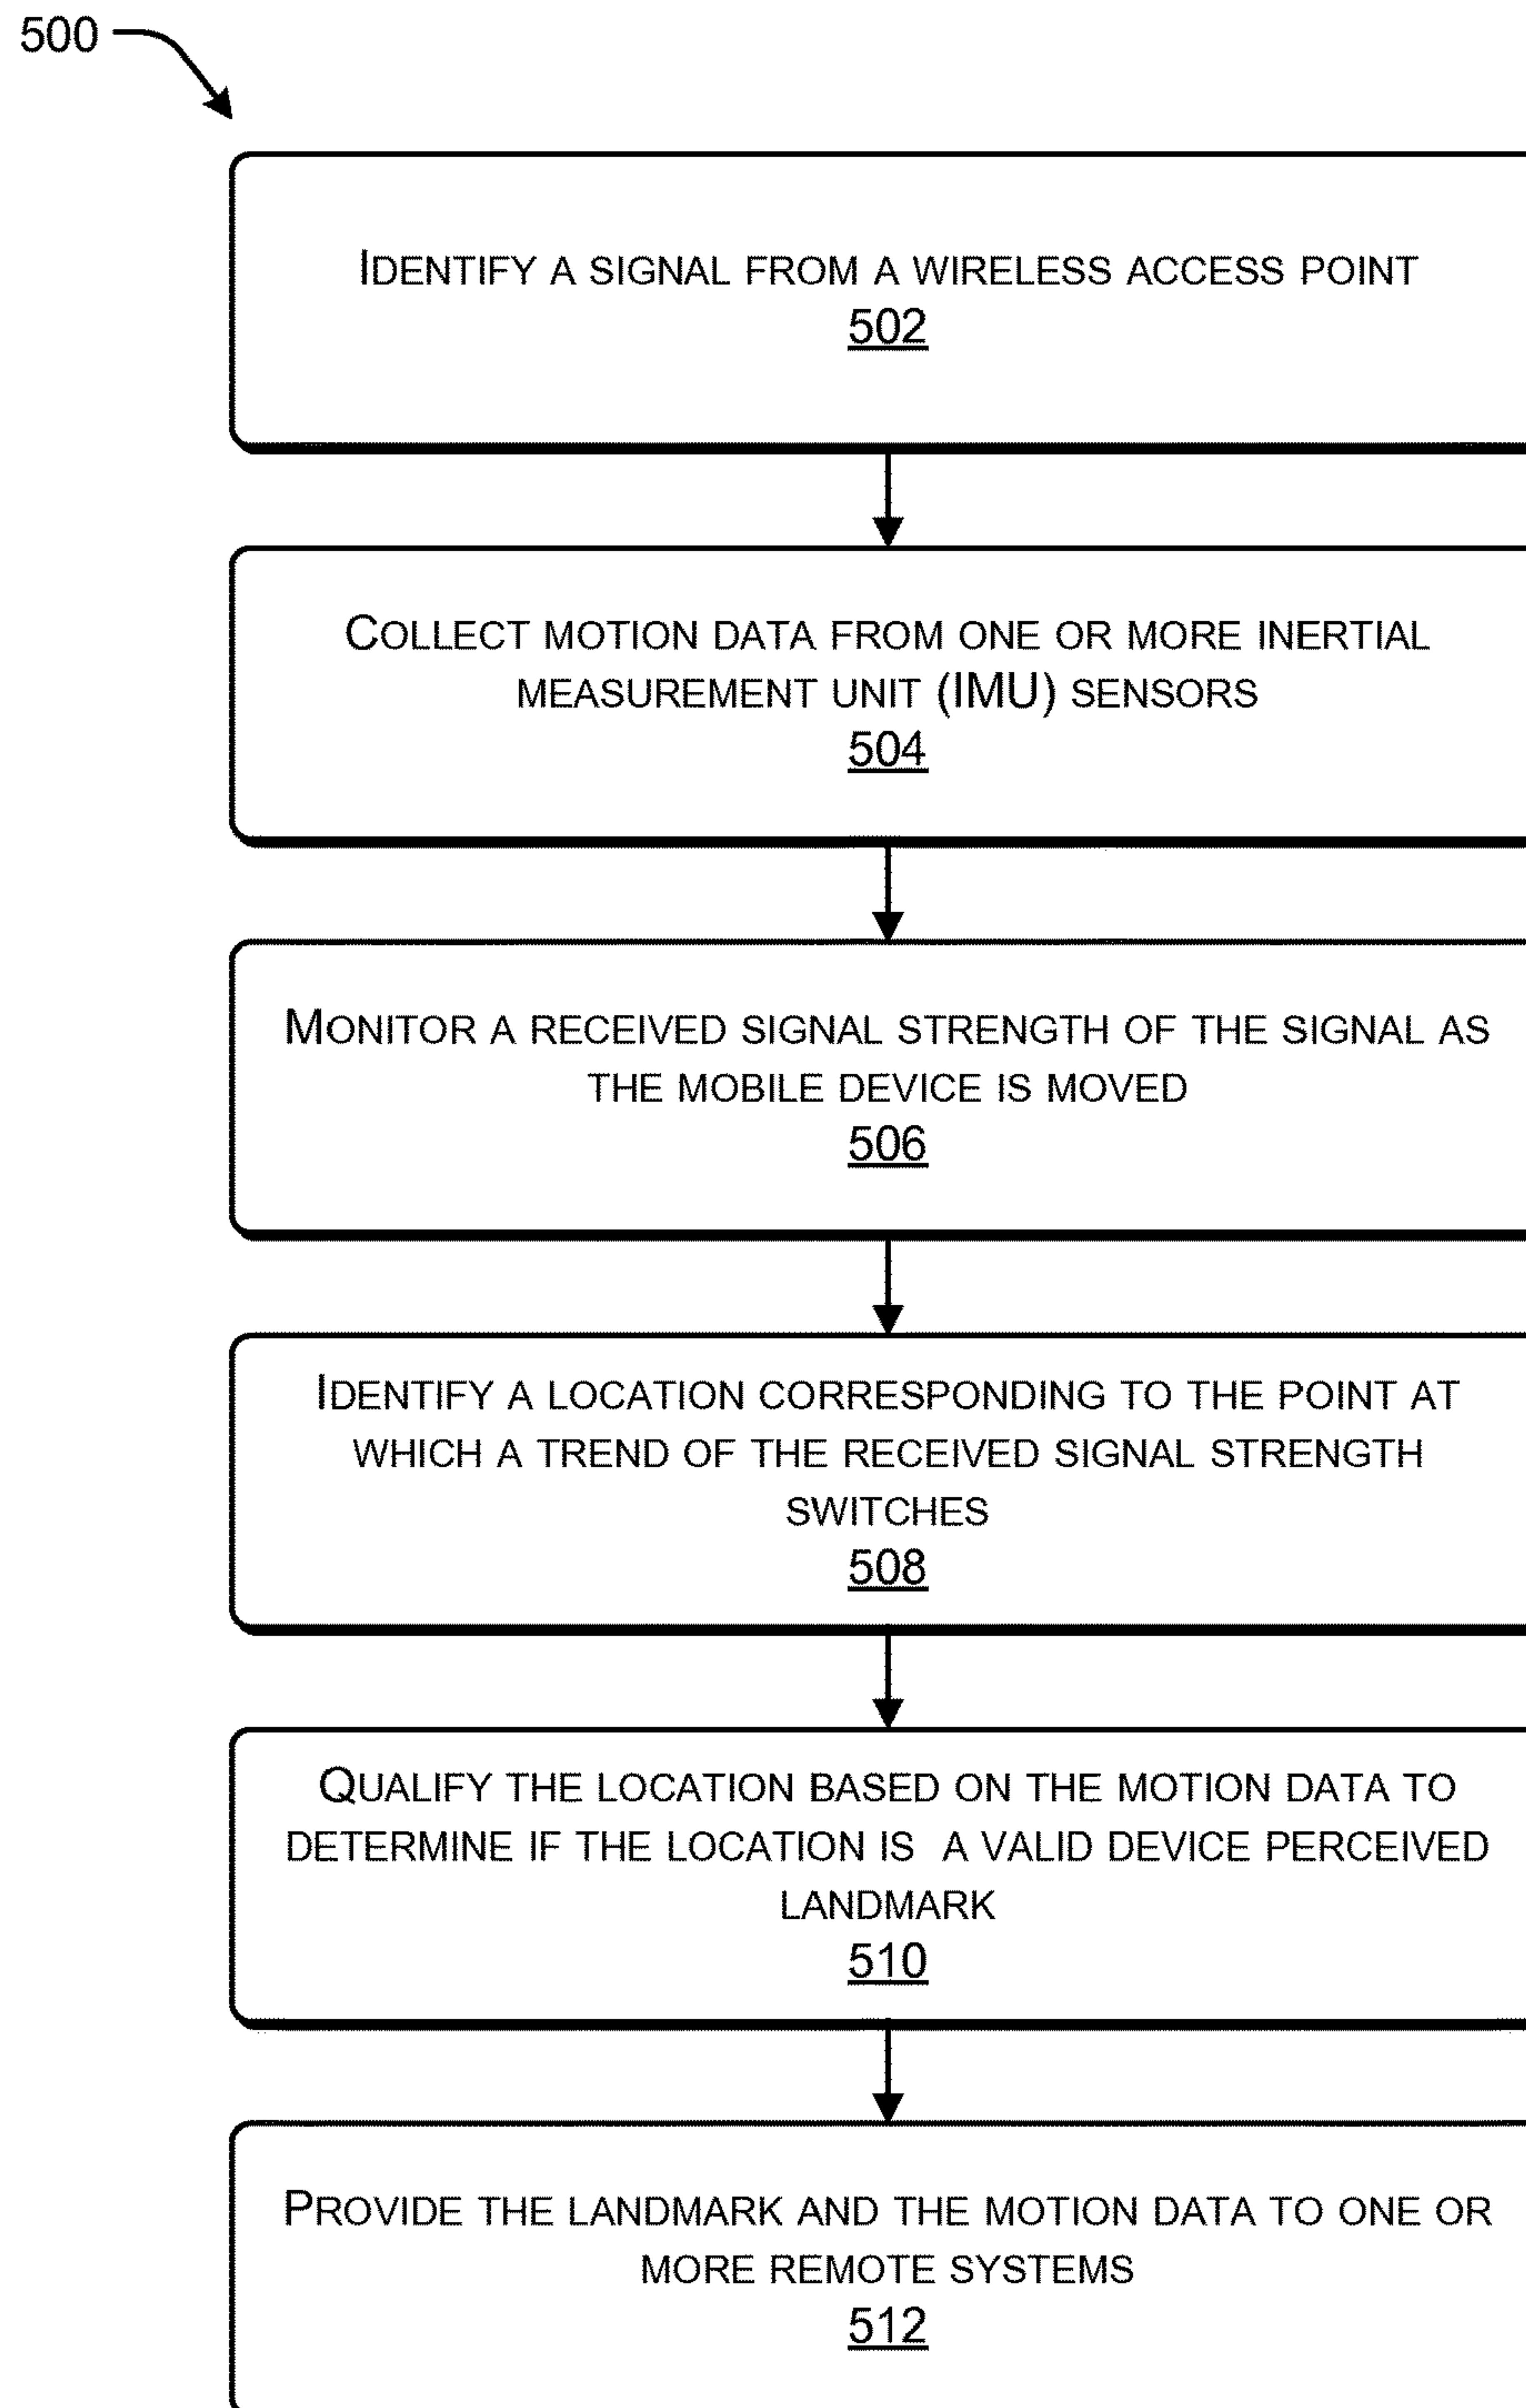 500
IDENTIFY A SIGNAL FROM A WIRELESS ACCESS POINT
502
COLLECT MOTION DATA FROM ONE OR MORE INERTIAL
MEASUREMENT UNIT (IMU) SENSORS
504
MONITOR A RECEIVED SIGNAL STRENGTH OF THE SIGNAL AS
THE MOBILE DEVICE IS MOVED
506
IDENTIFY A LOCATION CORRESPONDING TO THE POINT AT
WHICH A TREND OF THE RECEIVED SIGNAL STRENGTH
SWITCHES
508
QUALIFY THE LOCATION BASED ON THE MOTION DATA TO
DETERMINE IF THE LOCATION IS A VALID DEVICE PERCEIVED
LANDMARK
510
PROVIDE THE LANDMARK AND THE MOTION DATA TO ONE OR
MORE REMOTE SYSTEMS
512